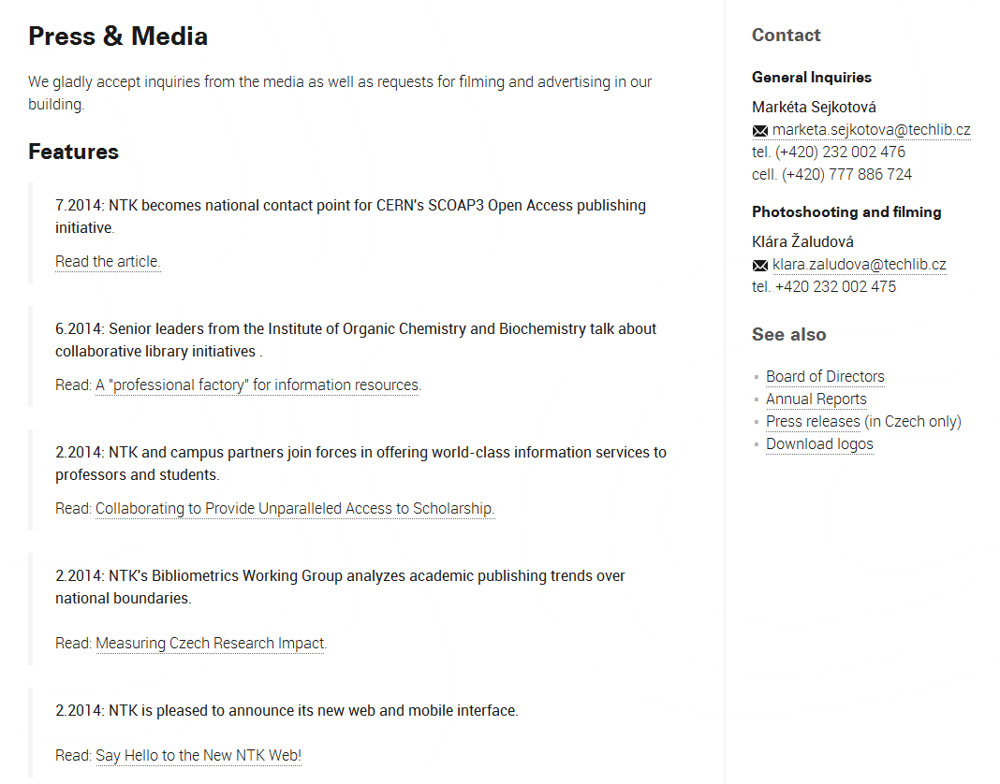 Press & Media
We gladly accept inquiries from the media as well as requests for filming and advertising in our
building.
Features
7.2014: NTK becomes national contact point for CERN's SCOAP3 Open Access publishing
initiative.
Read the article.
6.2014: Senior leaders from the Institute of Organic Chemistry and Biochemistry talk about
collaborative library initiatives .
Read: A "professional factory" for information resources.
2.2014: NTK and campus partners join forces in offering world-class information services to
professors and students.
Read: Collaborating to Provide Unparalleled Access to Scholarship.
2.2014: NTK's Bibliometrics Working Group analyzes academic publishing trends over
national boundaries.
Read: Measuring Czech Research Impact.
2.2014: NTK is pleased to announce its new web and mobile interface.
Read: Say Hello to the New NTK Web!
Contact
General Inquiries
Markéta Sejkotová
marketa.sejkotova@techlib.cz
tel. (+420) 232 002 476
cell. (+420) 777 886 724
Photoshooting and filming
Klára Žaludová
klara.zaludova@techlib.cz
tel. +420 232 002 475
See also
Board of Directors
Annual Reports
Press releases (in Czech only)
Download logos